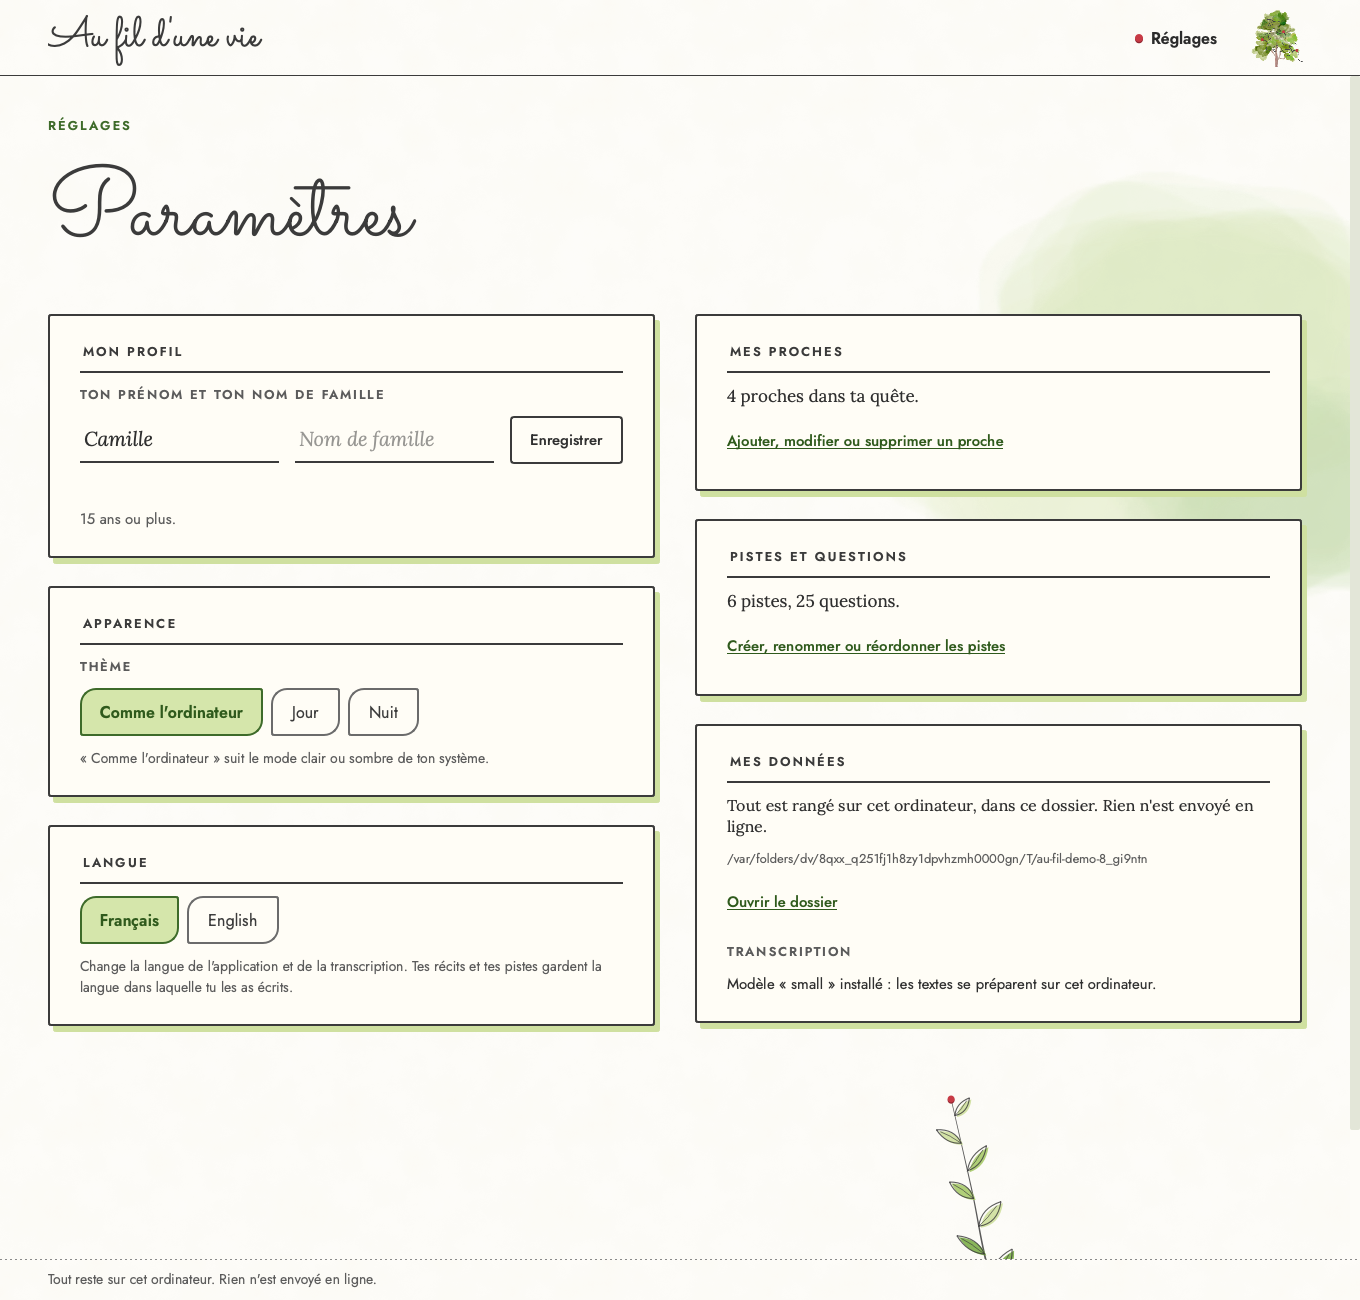 Au fil d'une vie
Réglages
RÉGLAGES
Paramètres
MON PROFIL
TON PRÉNOM ET TON NOM DE FAMILLE
Camille
Nom de famille
Enregistrer
15 ans ou plus.
APPARENCE
THÈME
Comme l'ordinateur
Jour
Nuit
« Comme l'ordinateur » suit le mode clair ou sombre de ton système.
LANGUE
Français
English
Change la langue de l'application et de la transcription. Tes récits et tes pistes gardent la
langue dans laquelle tu les as écrits.
MES PROCHES
4 proches dans ta quête.
Ajouter, modifier ou supprimer un proche
PISTES ET QUESTIONS
6 pistes, 25 questions.
Créer, renommer ou réordonner les pistes
MES DONNÉES
Tout est rangé sur cet ordinateur, dans ce dossier. Rien n'est envoyé en
ligne.
/var/folders/dv/8qxx_q251fj1h8zy1dpvhzmh0000gn/T/au-fil-demo-8_gi9ntn
Ouvrir le dossier
TRANSCRIPTION
Modèle « small » installé : les textes se préparent sur cet ordinateur.
Tout reste sur cet ordinateur. Rien n'est envoyé en ligne.